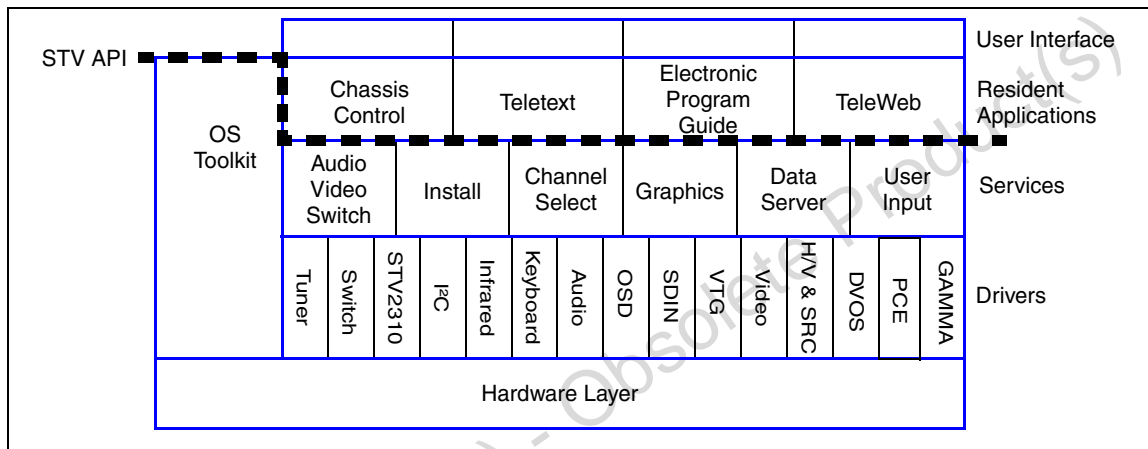 STV API
User Interface
Chassis
Control
Teletext
Electronic
Program
Guide
TeleWeb
Resident
Applications
OS
Toolkit
Audio
Video
Switch
Install
Channel
Select
Graphics
Data
Server
User
Input
Services
Tuner
Switch
STV2310
I²C
Infrared
Keyboard
Audio
OSD
SDIN
VTG
Video
H/V & SRC
DVOS
PCE
GAMMA
Drivers
Hardware Layer
) - Obsolete Product(s)